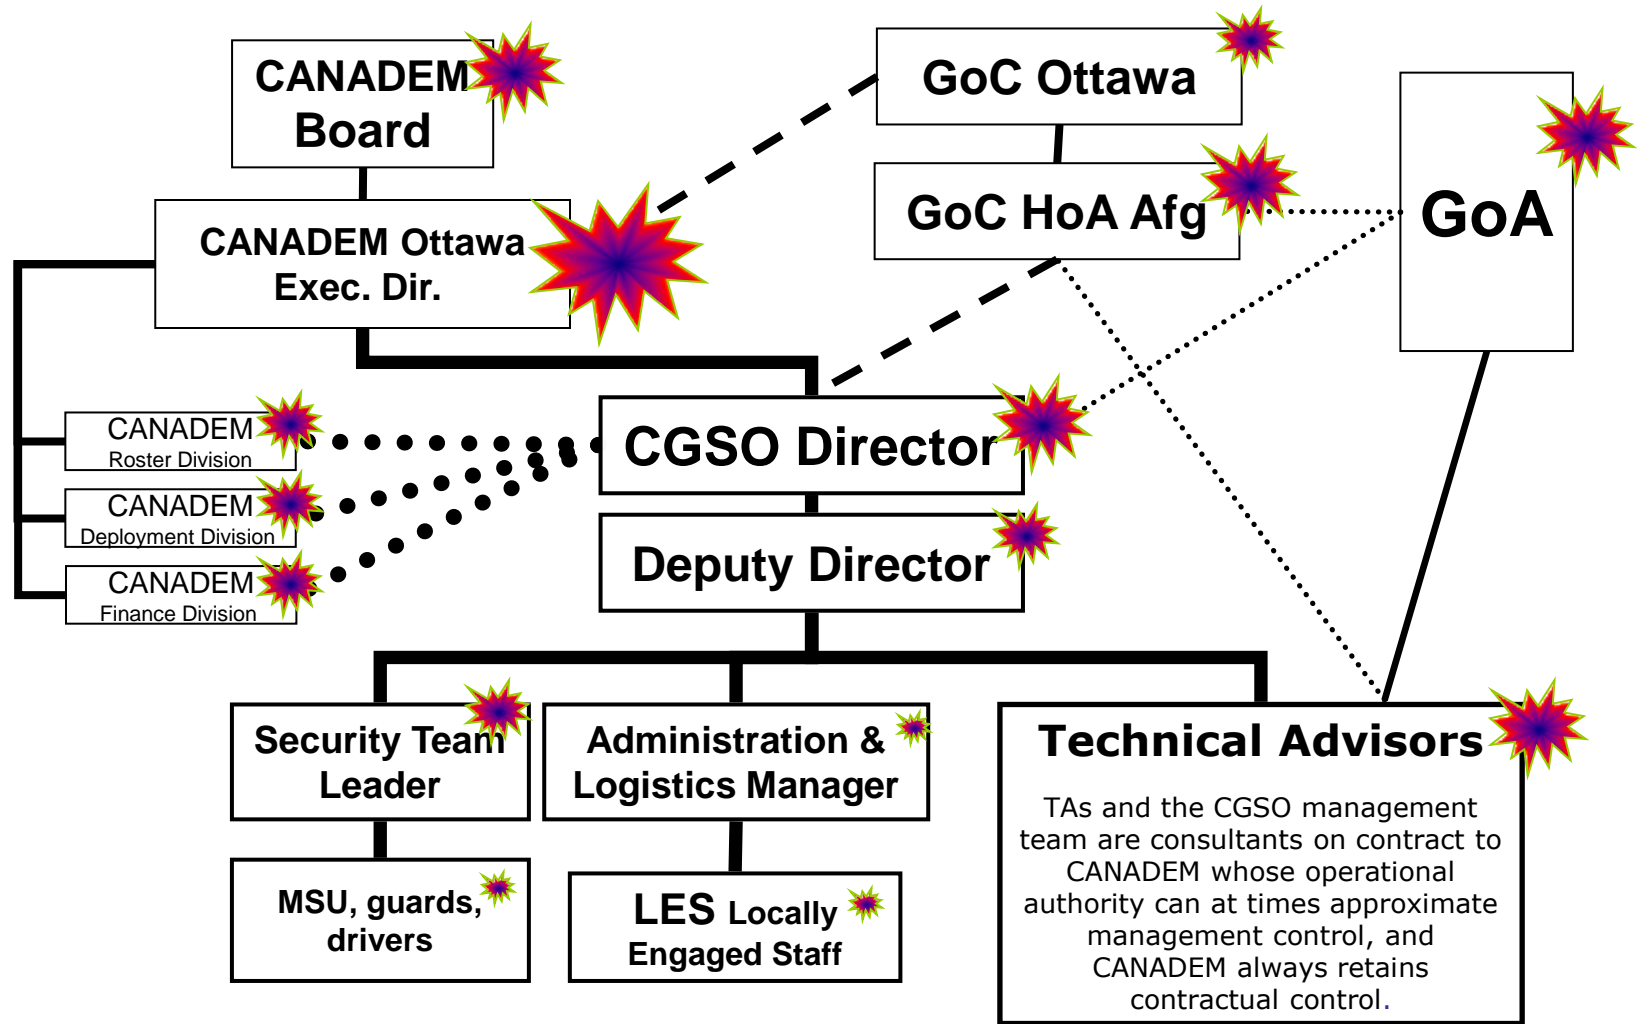 CANADEM
Board
GoC Ottawa
GoA
GoC HoA Afg
CANADEM Ottawa
Exec. Dir.
CANADEM
Roster Division
CANADEM
Deployment Division
CANADEM
Finance Division
CGSO Director
Deputy Director
Security Team
Leader
Administration &
Logistics Manager
Technical Advisors
TAs and the CGSO management
team are consultants on contract to
CANADEM whose operational
authority can at times approximate
management control, and
CANADEM always retains
contractual control.
MSU, guards,
drivers
LES Locally
Engaged Staff